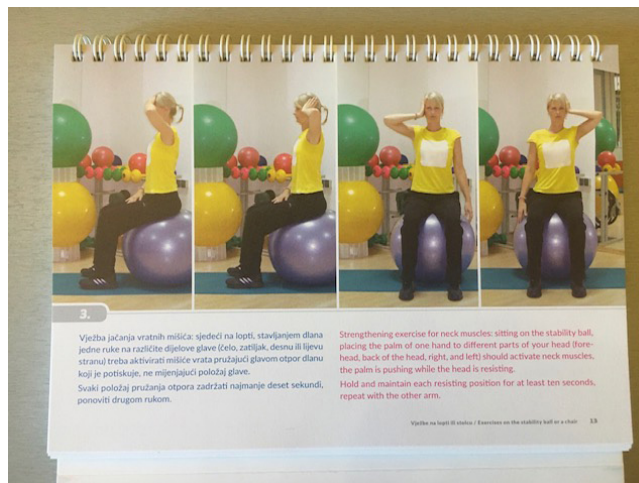 3.
Vježba jačanja vratnih mišića: sjedeći na lopti, stavljanjem dlana
jedne ruke na različite dijelove glave (čelo, zatiljak, desnu ili lijevu
stranu) treba aktivirati mišiće vrata pružajući glavom otpor dlanu
koji je potiskuje, ne mijenjajući položaj glave.
Svaki položaj pružanja otpora zadržati najmanje deset sekundi,
ponoviti drugom rukom.
Strengthening exercise for neck muscles: sitting on the stability ball,
placing the palm of one hand to different parts of your head (fore-
head, back of the head, right, and left) should activate neck muscles,
the palm is pushing while the head is resisting.
Hold and maintain each resisting position for at least ten seconds,
repeat with the other arm.
Vježbe na lopti ili stolcu / Exercises on the stability ball or a chair 13